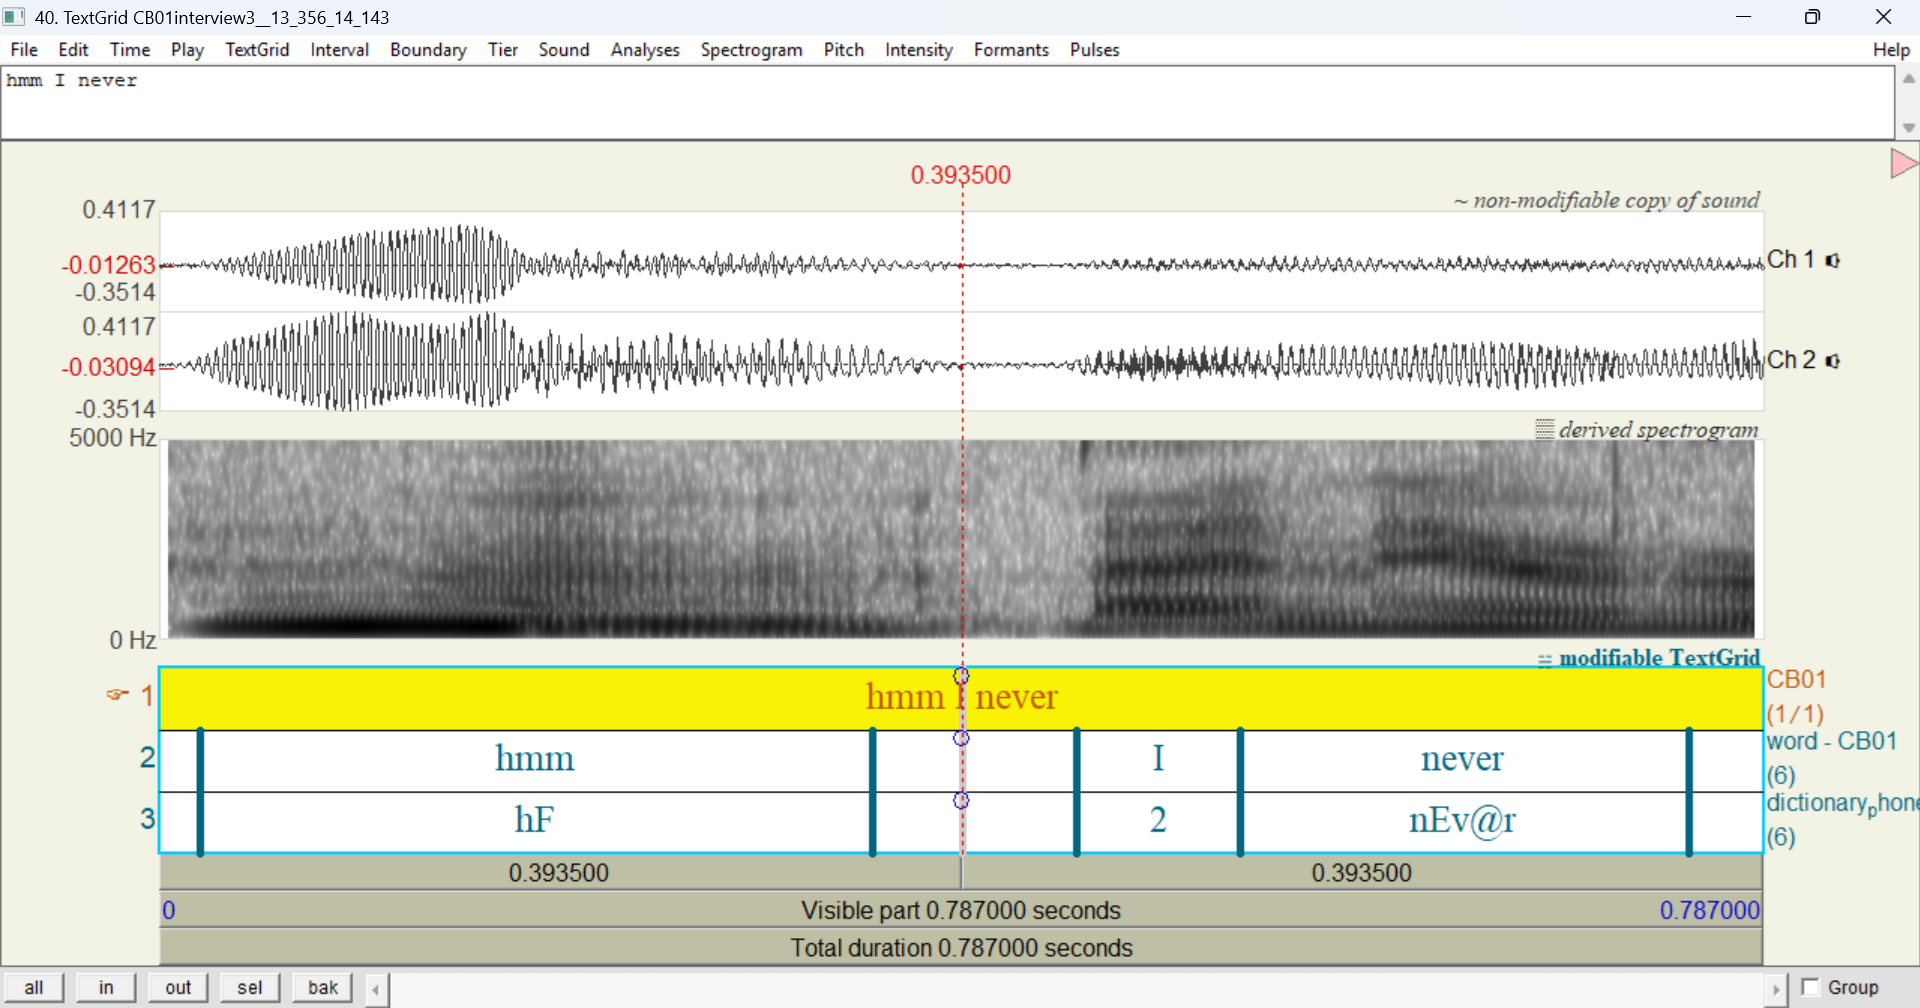 40. TextGrid CB01interview3__13_356_14_143
File Edit Time Play TextGrid Interval Boundary Tier Sound Analyses Spectrogram Pitch Intensity Formants Pulses Help
hmm I never
0.393500
~ non-modifiable copy of sound
0.4117
-0.01263
-0.3514
Ch 1
0.4117
-0.03094
-0.3514
Ch 2
derived spectrogram
5000 Hz
0 Hz
modifiable TextGrid
1 hmm I never CB01
(1/1)
2 hmm I never word - CB01
(6)
3 hF 2 nEv@r dictionaryphone
(6)
0.393500 0.393500
0 Visible part 0.787000 seconds 0.787000
Total duration 0.787000 seconds
all in out sel bak Group